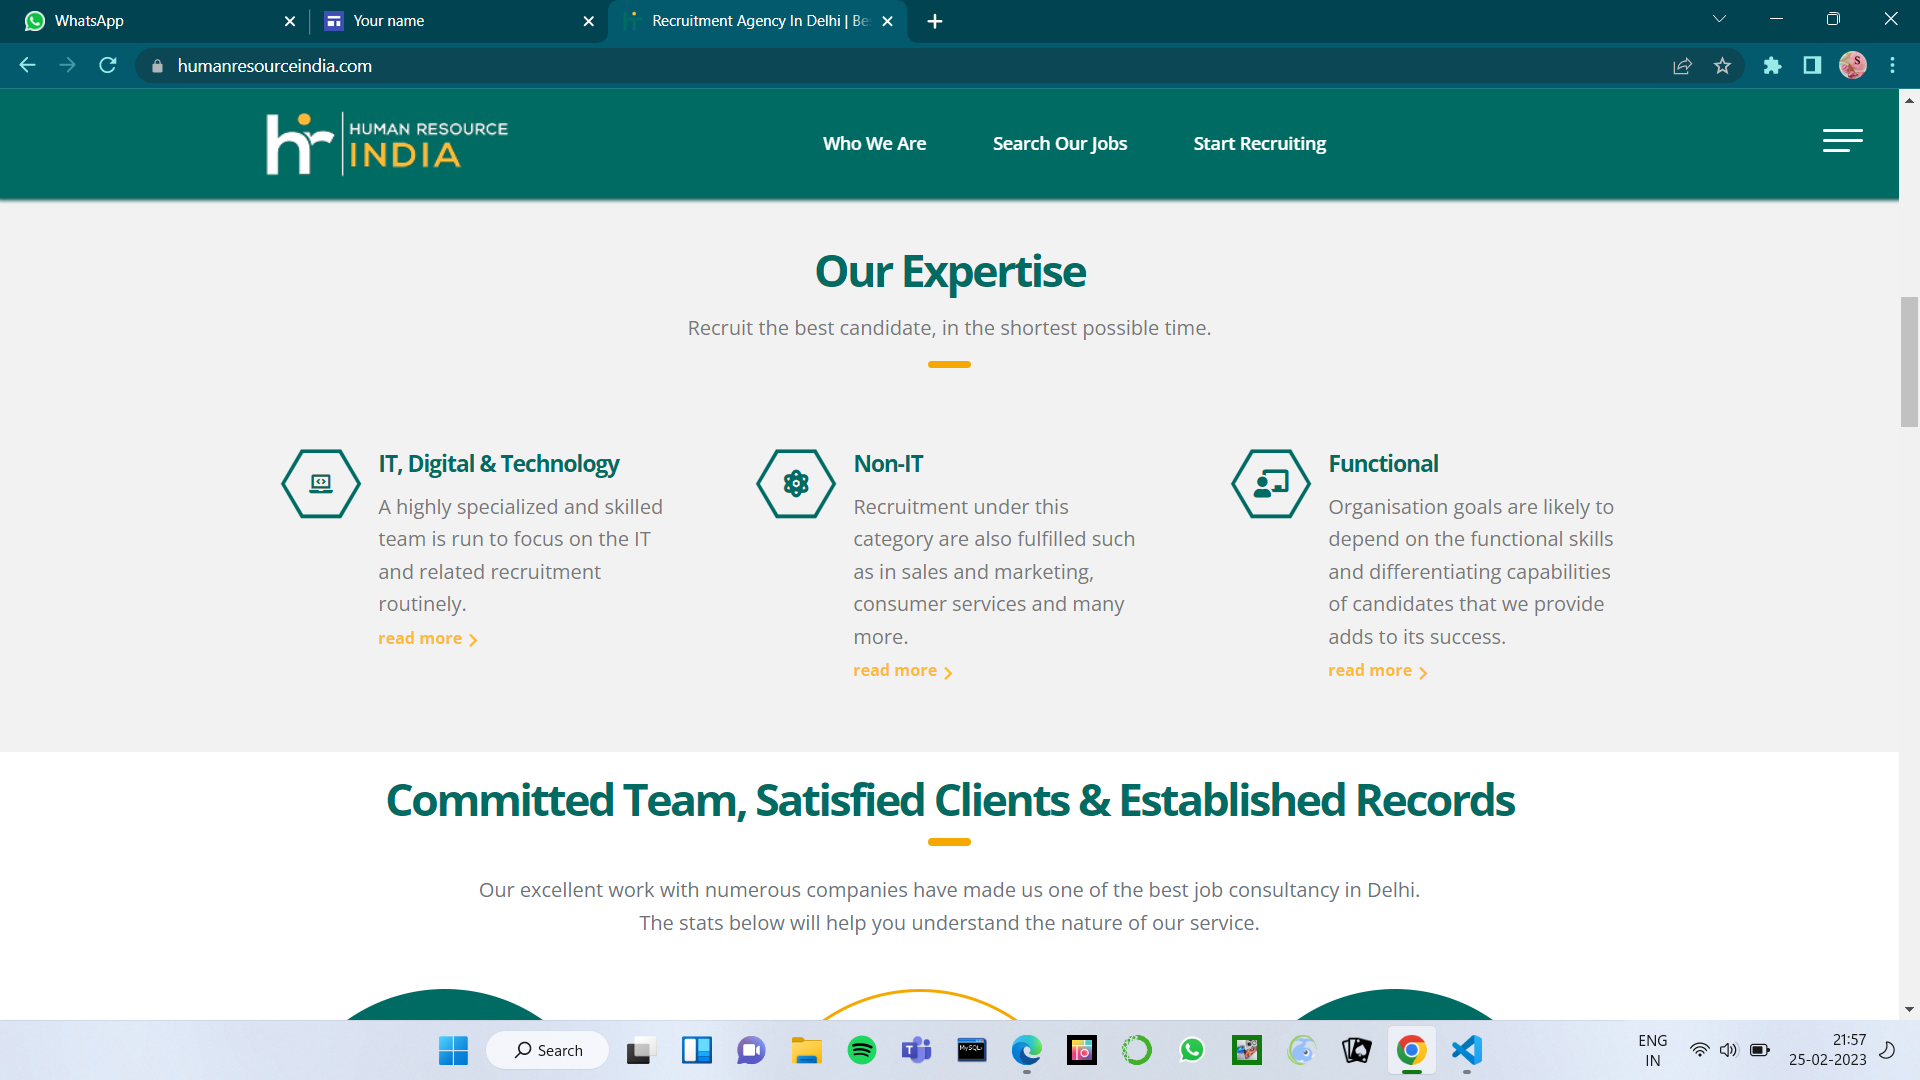 WhatsApp
Your name
Recruitment Agency In Delhi | Bes
humanresourceindia.com
S
hr
HUMAN RESOURCE
INDIA
Who We Are
Search Our Jobs
Start Recruiting
Our Expertise
Recruit the best candidate, in the shortest possible time.
IT, Digital & Technology
A highly specialized and skilled
team is run to focus on the IT
and related recruitment
routinely.
read more
Non-IT
Recruitment under this
category are also fulfilled such
as in sales and marketing,
consumer services and many
more.
read more
Functional
Organisation goals are likely to
depend on the functional skills
and differentiating capabilities
of candidates that we provide
adds to its success.
read more
Committed Team, Satisfied Clients & Established Records
Our excellent work with numerous companies have made us one of the best job consultancy in Delhi.
The stats below will help you understand the nature of our service.
Search
MySQL
ENG
IN
21:57
25-02-2023